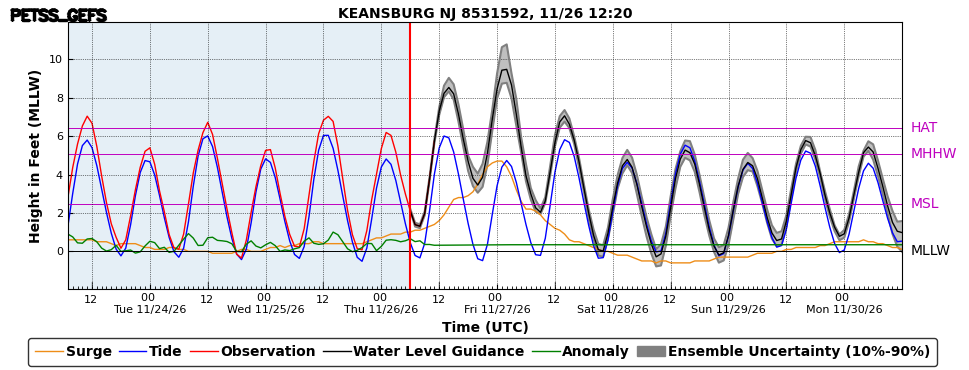 PETSS_GEFS
KEANSBURG NJ 8531592, 11/26 12:20
Height in Feet (MLLW)
10
8
6
4
2
0
HAT
MHHW
MSL
MLLW
12 00 12 00 12 00 12 00 12 00 12 00 12 00
Tue 11/24/26 Wed 11/25/26 Thu 11/26/26 Fri 11/27/26 Sat 11/28/26 Sun 11/29/26 Mon 11/30/26
Time (UTC)
Surge Tide Observation Water Level Guidance Anomaly Ensemble Uncertainty (10%-90%)